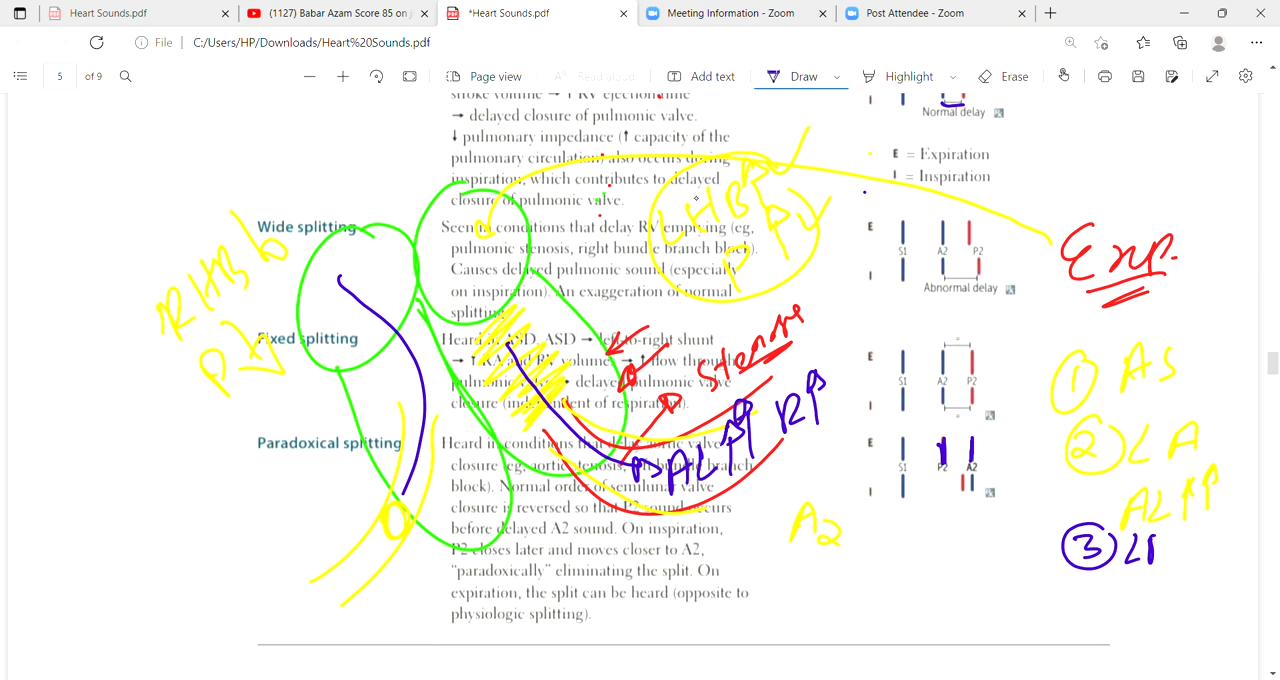 Heart Sounds.pdf
(1127) Babar Azam Score 85 on
*Heart Sounds.pdf
Meeting Information - Zoom
Post Attendee - Zoom
File
C:/Users/HP/Downloads/Heart%20Sounds.pdf
5 of 9
Page view
Read aloud
Add text
Draw
Highlight
Erase
stroke volume → ↑ RV ejection time
→ delayed closure of pulmonic valve.
↓ pulmonary impedance (↑ capacity of the
pulmonary circulation) also occurs during
inspiration, which contributes to delayed
closure of pulmonic valve.
I
Normal delay
E = Expiration
I = Inspiration
Wide splitting
Seen in conditions that delay RV emptying (eg,
pulmonic stenosis, right bundle branch block).
Causes delayed pulmonic sound (especially
on inspiration). An exaggeration of normal
splitting.
E
S1 A2 P2
I
Abnormal delay
Fixed splitting
Heard in ASD. ASD → left-to-right shunt
→ ↑ RA and RV volumes → ↑ flow through
pulmonic valve → delayed pulmonic valve
closure (independent of respiration).
E
S1 A2 P2
I
Paradoxical splitting
Heard in conditions that delay aortic valve
closure (eg, aortic stenosis, left bundle branch
block). Normal order of semilunar valve
closure is reversed so that P2 sound occurs
before delayed A2 sound. On inspiration,
P2 closes later and moves closer to A2,
“paradoxically” eliminating the split. On
expiration, the split can be heard (opposite to
physiologic splitting).
E
S1 P2 A2
I
Exp.
① AS
② LA
AL↑↑
A2